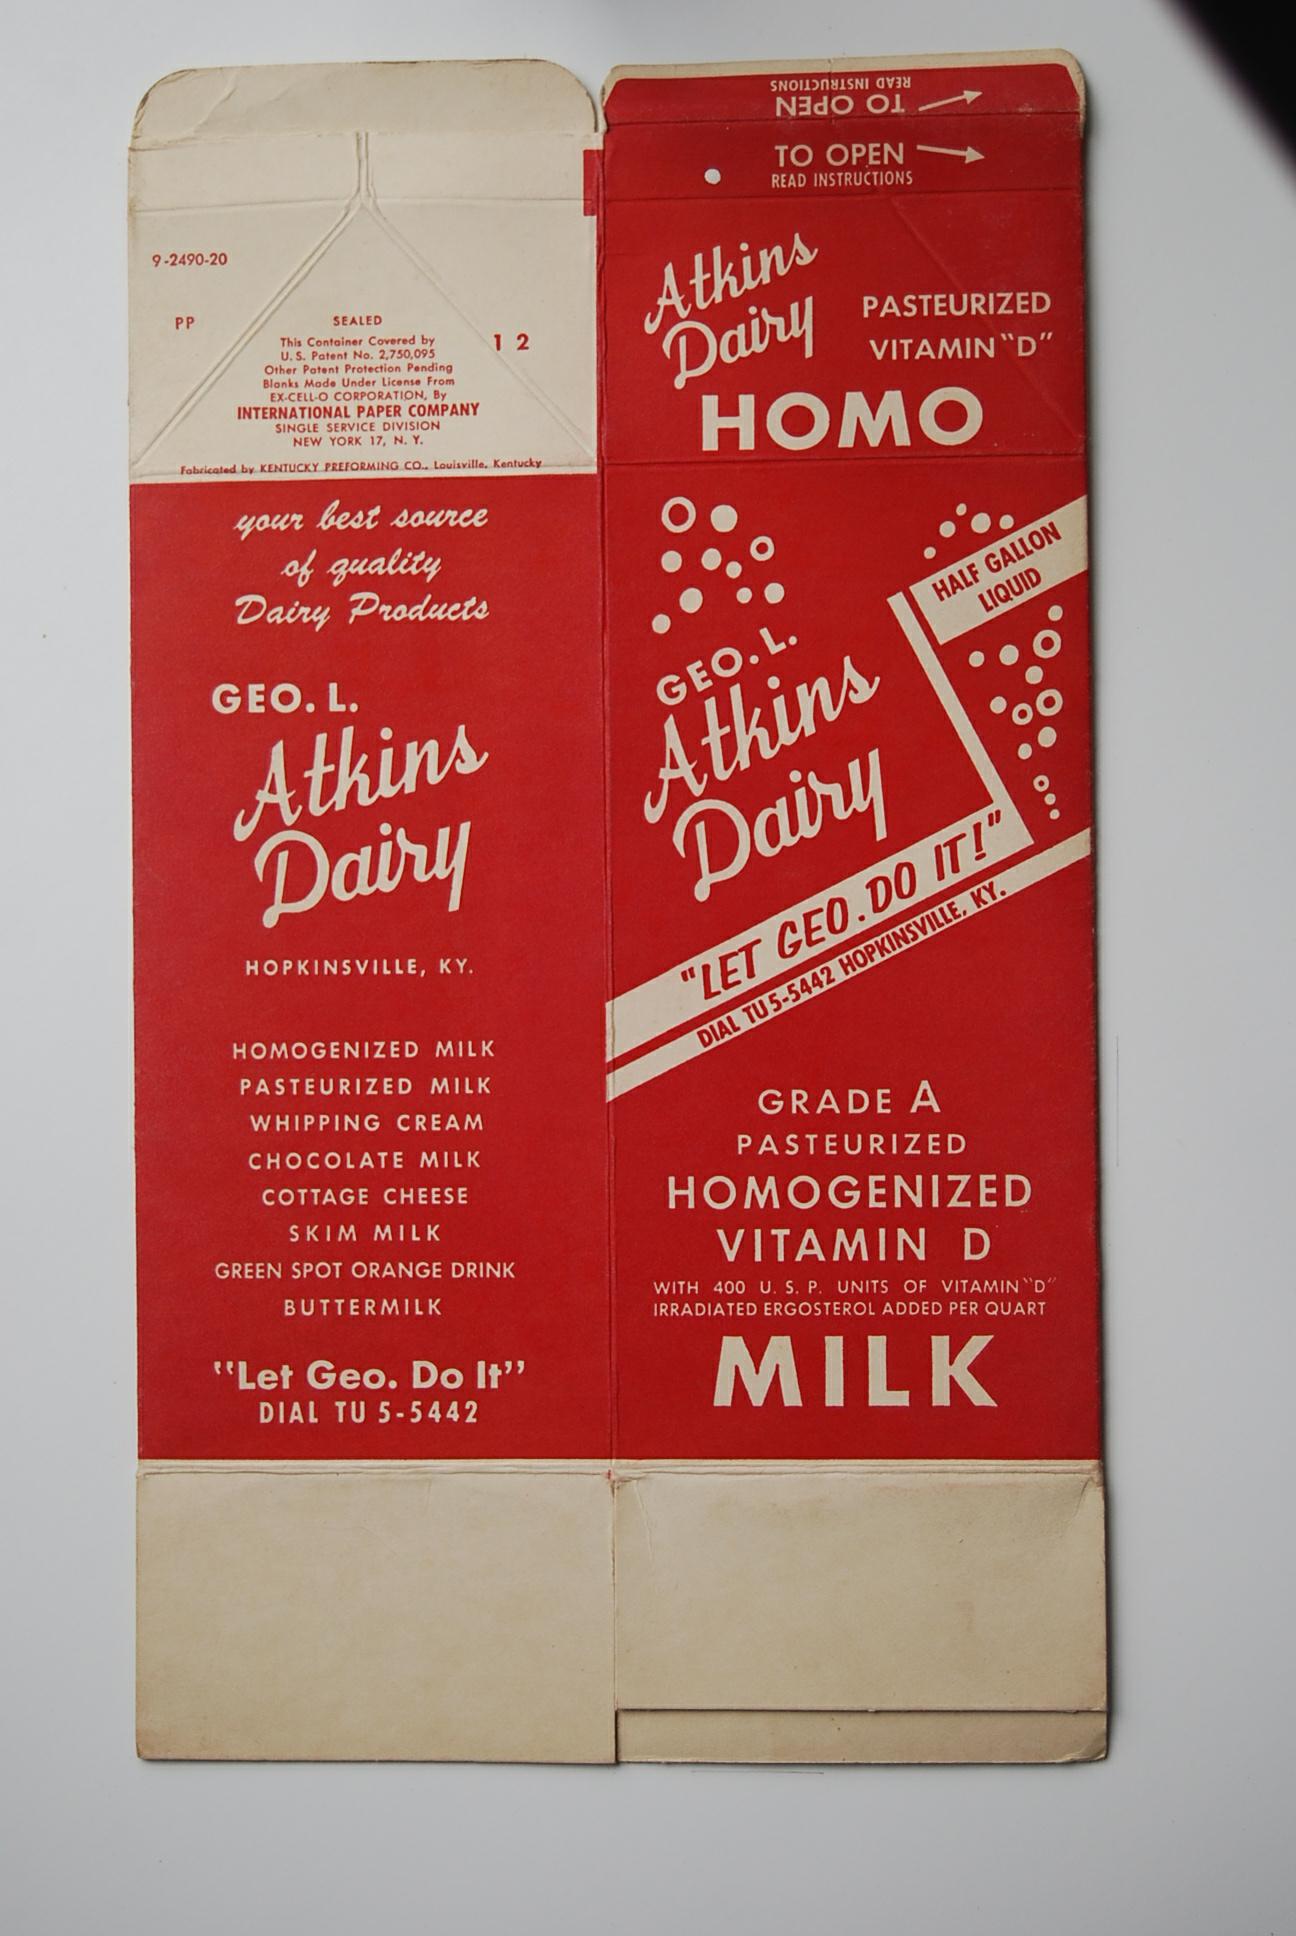 9-2490-20
PP
SEALED
This Container Covered by
U.S. Patent No. 2,750,095
Other Patent Protection Pending
Blanks Made Under License From
EX-CELL-O CORPORATION, By
INTERNATIONAL PAPER COMPANY
SINGLE SERVICE DIVISION
NEW YORK 17, N. Y.
1 2
Fabricated by KENTUCKY PREFORMING CO., Louisville, Kentucky
your best source
of quality
Dairy Products
GEO. L.
Atkins
Dairy
HOPKINSVILLE, KY.
HOMOGENIZED MILK
PASTEURIZED MILK
WHIPPING CREAM
CHOCOLATE MILK
COTTAGE CHEESE
SKIM MILK
GREEN SPOT ORANGE DRINK
BUTTERMILK
"Let Geo. Do It"
DIAL TU 5-5442
TO OPEN
READ INSTRUCTIONS
TO OPEN
READ INSTRUCTIONS
Atkins
Dairy
PASTEURIZED
VITAMIN "D"
HOMO
HALF GALLON
LIQUID
GEO. L.
Atkins
Dairy
"LET GEO. DO IT!"
DIAL TU 5-5442 HOPKINSVILLE, KY.
GRADE A
PASTEURIZED
HOMOGENIZED
VITAMIN D
WITH 400 U. S. P. UNITS OF VITAMIN "D"
IRRADIATED ERGOSTEROL ADDED PER QUART
MILK